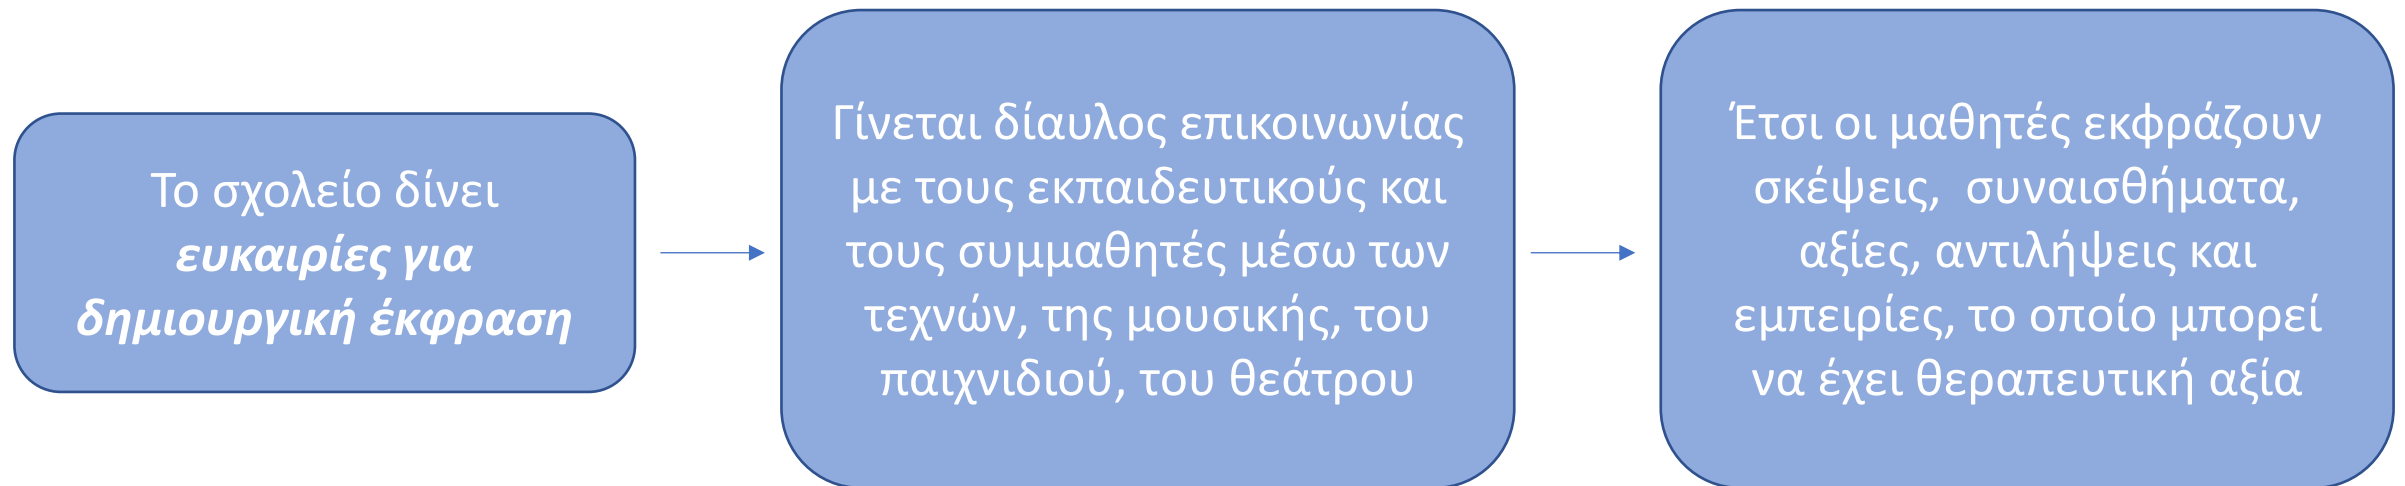 Το σχολείο δίνει
ευκαιρίες για
δημιουργική έκφραση
Γίνεται δίαυλος επικοινωνίας
με τους εκπαιδευτικούς και
τους συμμαθητές μέσω των
τεχνών, της μουσικής, του
παιχνιδιού, του θεάτρου
Έτσι οι μαθητές εκφράζουν
σκέψεις,  συναισθήματα,
αξίες, αντιλήψεις και
εμπειρίες, το οποίο μπορεί
να έχει θεραπευτική αξία